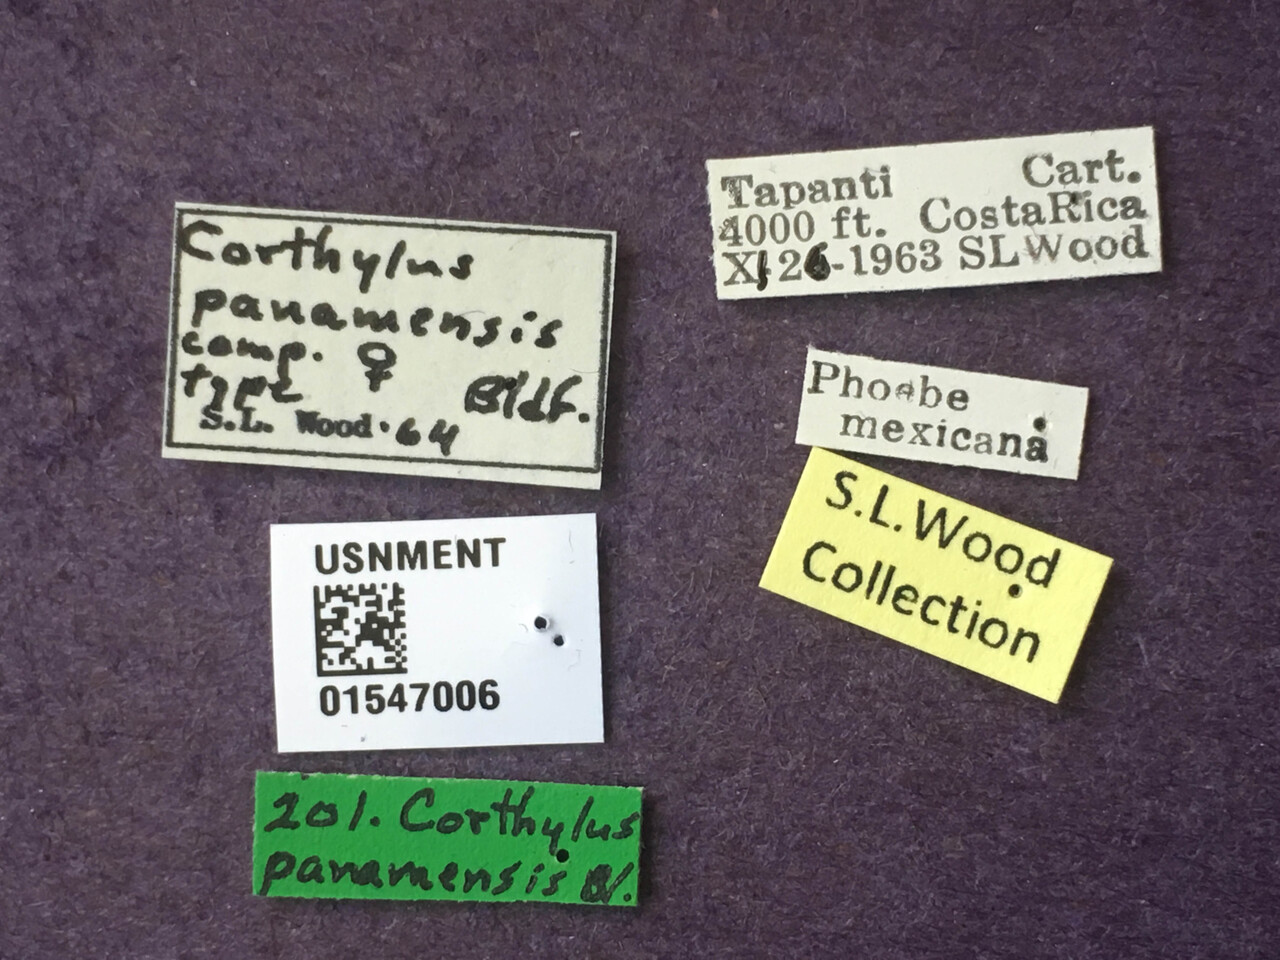 Corthylus
panamensis
comp. ♀
type Bldf.
S.L. Wood · 64
USNMENT
01547006
201. Corthylus
panamensis Bl.
Tapanti Cart.
4000 ft. CostaRica
XI 26-1963 SLWood
Phoebe
mexicana
S.L. Wood
Collection